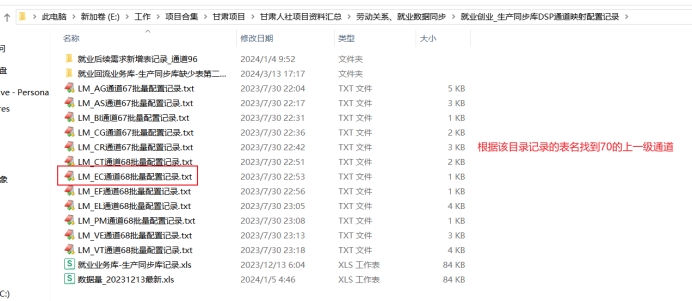 此电脑 > 新加卷 (E:) > 工作 > 项目合集 > 甘肃项目 > 甘肃人社项目资料汇总 > 劳动关系、就业数据同步 > 就业创业_生产同步库DSP通道映射配置记录
名称 修改日期 类型 大小
就业后续需求新增表记录_通道96 2024/1/4 9:52 文件夹
就业回流业务库-生产同步库缺少表第二... 2024/3/13 17:17 文件夹
LM_AG通道67批量配置记录.txt 2023/7/30 22:04 TXT 文件 5 KB
LM_AS通道67批量配置记录.txt 2023/7/30 22:17 TXT 文件 3 KB
LM_BI通道67批量配置记录.txt 2023/7/30 22:31 TXT 文件 1 KB
LM_CG通道67批量配置记录.txt 2023/7/30 22:36 TXT 文件 2 KB
LM_CR通道67批量配置记录.txt 2023/7/30 22:42 TXT 文件 3 KB
根据该目录记录的表名找到70的上一级通道
LM_CT通道68批量配置记录.txt 2023/7/30 22:51 TXT 文件 2 KB
LM_EC通道68批量配置记录.txt 2023/7/30 22:53 TXT 文件 1 KB
LM_EF通道68批量配置记录.txt 2023/7/30 22:56 TXT 文件 1 KB
LM_EL通道68批量配置记录.txt 2023/7/30 23:05 TXT 文件 4 KB
LM_PM通道68批量配置记录.txt 2023/7/30 23:08 TXT 文件 1 KB
LM_VE通道68批量配置记录.txt 2023/7/30 23:13 TXT 文件 2 KB
LM_VT通道68批量配置记录.txt 2023/7/30 23:18 TXT 文件 4 KB
就业业务库-生产同步库记录.xls 2023/12/13 6:04 XLS 工作表 84 KB
数据量_20231213最新.xls 2024/1/5 4:46 XLS 工作表 84 KB
问
盘
ve - Persona
res
象
C:)